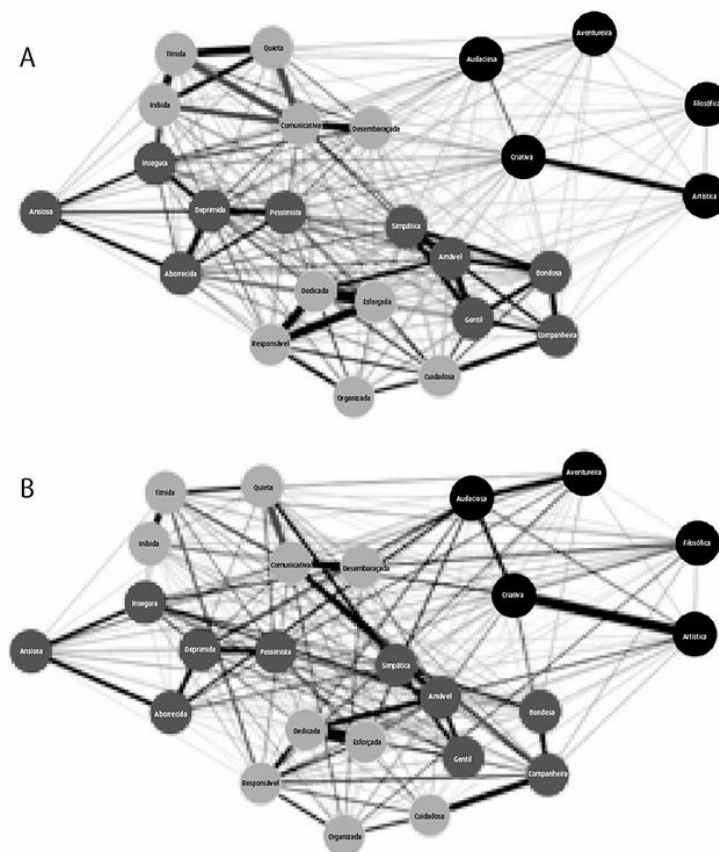 A
Aventureira
Tímida
Quieta
Audaciosa
Inibida
Filosófica
Comunicativa
Desembaraçada
Insegura
Criativa
Ansiosa
Deprimida
Pessimista
Artística
Simpática
Amável
Aborrecida
Bondosa
Dedicada
Esforçada
Gentil
Responsável
Companheira
Cuidadosa
Organizada
B
Aventureira
Tímida
Quieta
Audaciosa
Inibida
Filosófica
Comunicativa
Desembaraçada
Insegura
Criativa
Ansiosa
Deprimida
Pessimista
Artística
Simpática
Amável
Aborrecida
Bondosa
Dedicada
Esforçada
Gentil
Responsável
Companheira
Cuidadosa
Organizada